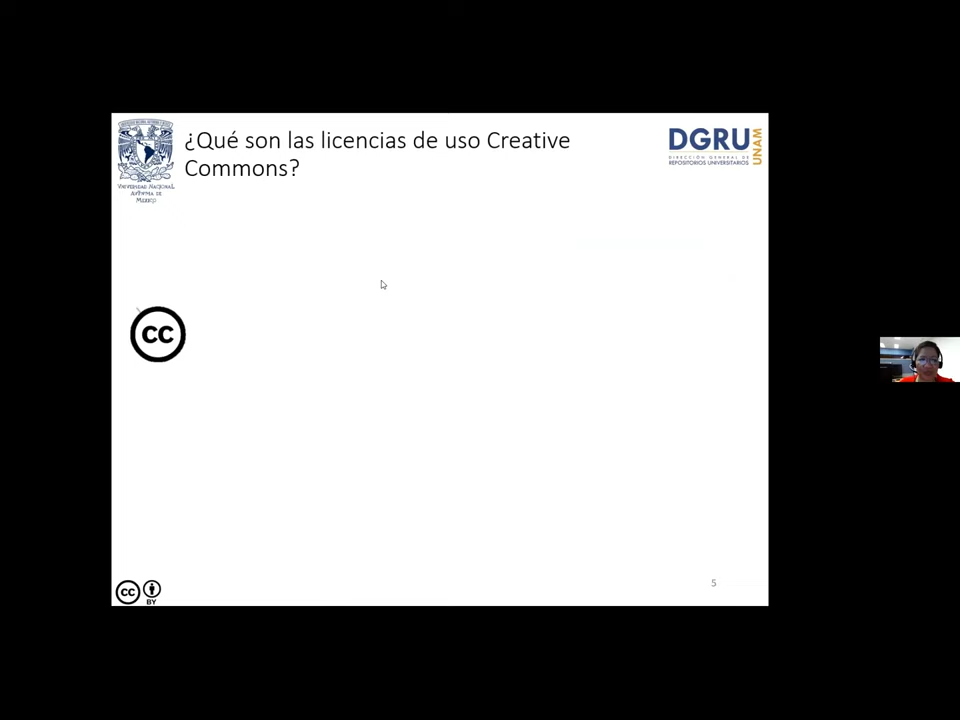 ¿Qué son las licencias de uso Creative
Commons?
DGRU
UNAM
DIRECCIÓN GENERAL DE
REPOSITORIOS UNIVERSITARIOS
UNIVERSIDAD NACIONAL
AUTÓNOMA DE
MÉXICO
cc
5
cc
BY